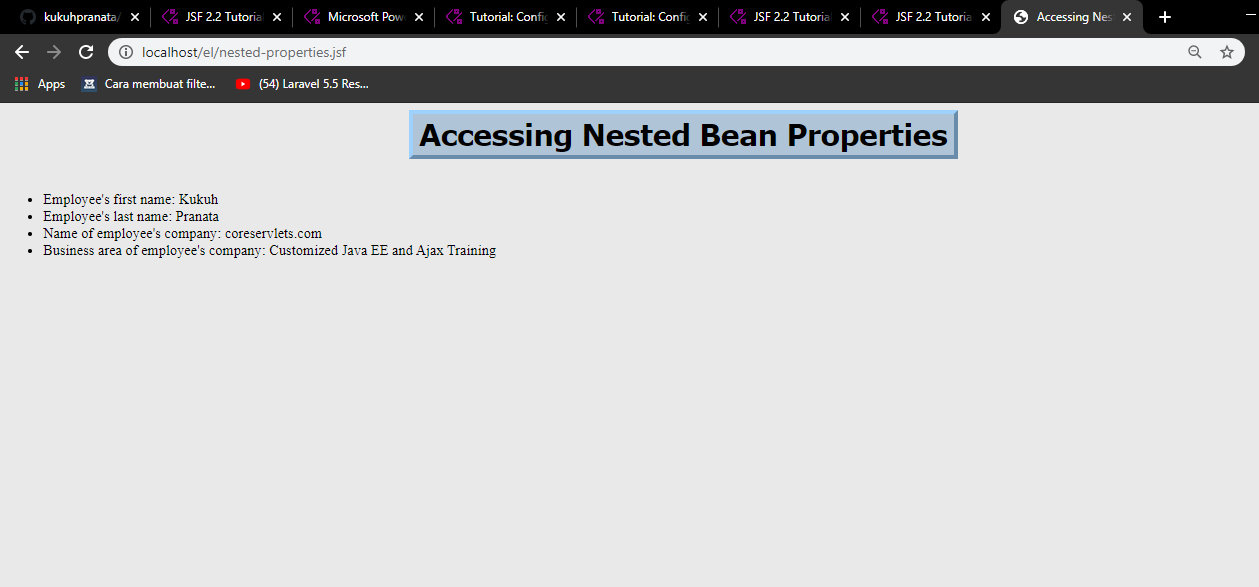 kukuhpranata/ JSF 2.2 Tutorial Microsoft Pow Tutorial: Config Tutorial: Config JSF 2.2 Tutoria JSF 2.2 Tutoria Accessing Nes
localhost/el/nested-properties.jsf
Apps Cara membuat filte... (54) Laravel 5.5 Res...
Accessing Nested Bean Properties
Employee's first name: Kukuh
Employee's last name: Pranata
Name of employee's company: coreservlets.com
Business area of employee's company: Customized Java EE and Ajax Training